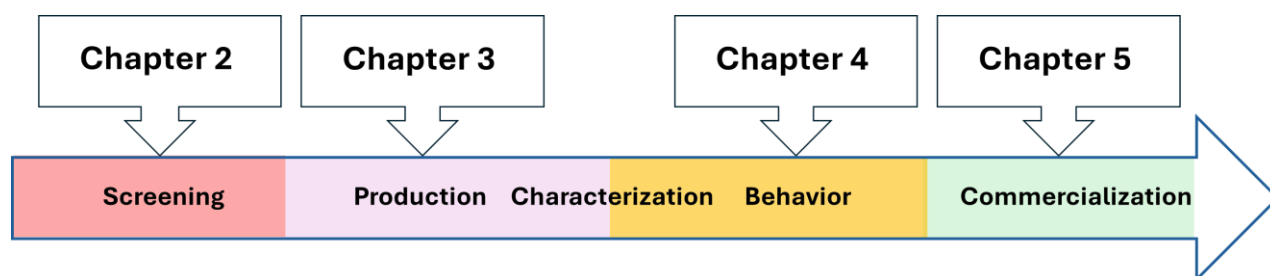 Chapter 2 Chapter 3 Chapter 4 Chapter 5
Screening Production Characterization Behavior Commercialization